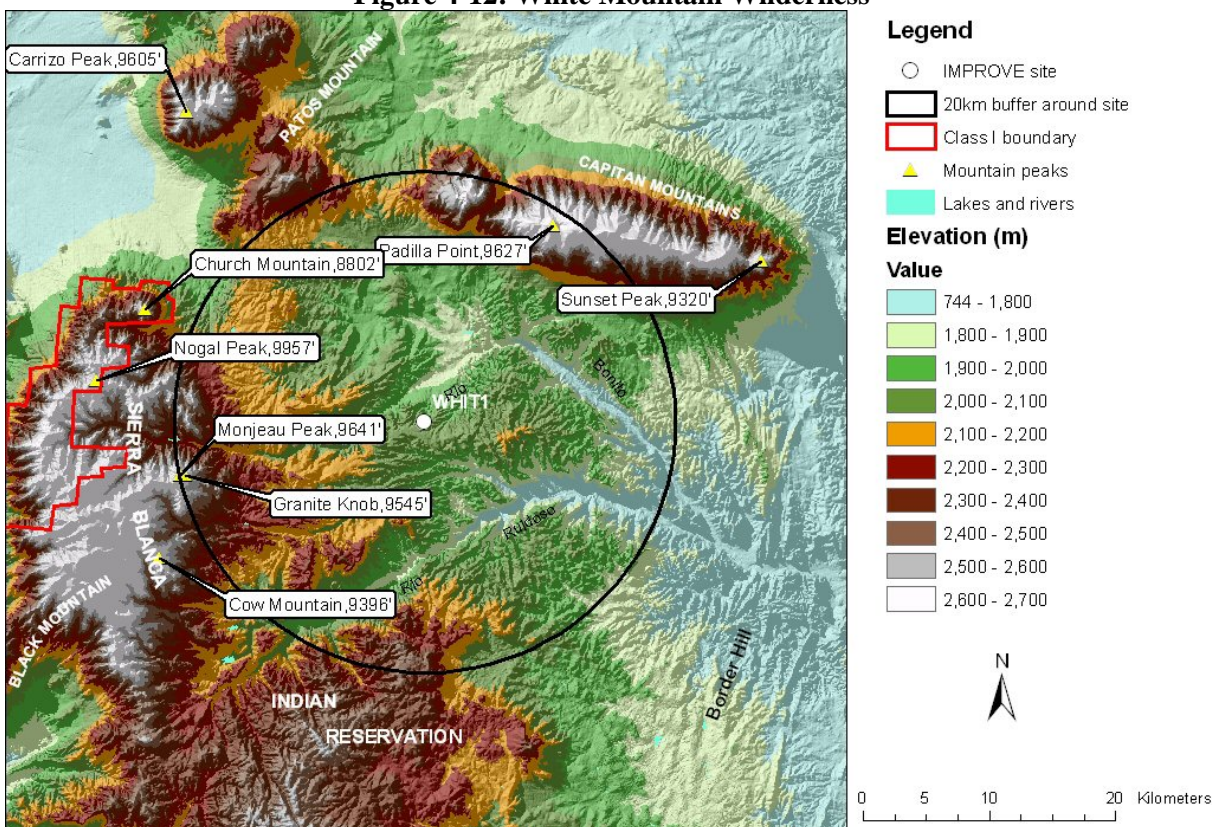 Figure 4-12: White Mountain Wilderness
Carrizo Peak,9605'
PATOS MOUNTAIN
CAPITAN MOUNTAINS
Padilla Point,9627'
Church Mountain,8802'
Sunset Peak,9320'
Nogal Peak,9957'
Rio
Bonito
WHIT1
SIERRA
Monjeau Peak,9641'
Granite Knob,9545'
BLANCA
Ruidoso
Rio
Cow Mountain,9396'
BLACK MOUNTAIN
Border Hill
INDIAN
RESERVATION
Legend
IMPROVE site
20km buffer around site
Class I boundary
Mountain peaks
Lakes and rivers
Elevation (m)
Value
744 - 1,800
1,800 - 1,900
1,900 - 2,000
2,000 - 2,100
2,100 - 2,200
2,200 - 2,300
2,300 - 2,400
2,400 - 2,500
2,500 - 2,600
2,600 - 2,700
N
0 5 10 20 Kilometers